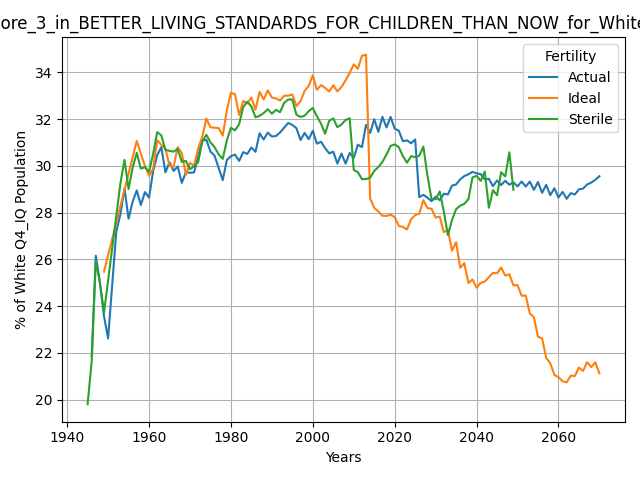 ore_3_in_BETTER_LIVING_STANDARDS_FOR_CHILDREN_THAN_NOW_for_White
Fertility
Actual
Ideal
Sterile
% of White Q4_IQ Population
34
32
30
28
26
24
22
20
1940
1960
1980
2000
2020
2040
2060
Years